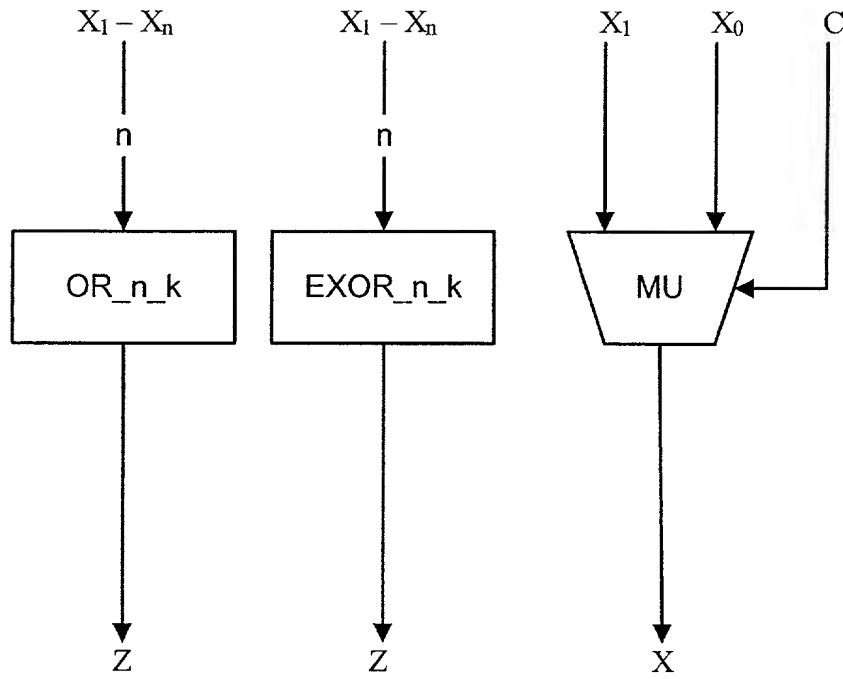 X₁ – Xₙ X₁ – Xₙ X₁ X₀ C
n n
OR_n_k EXOR_n_k MU
Z Z X